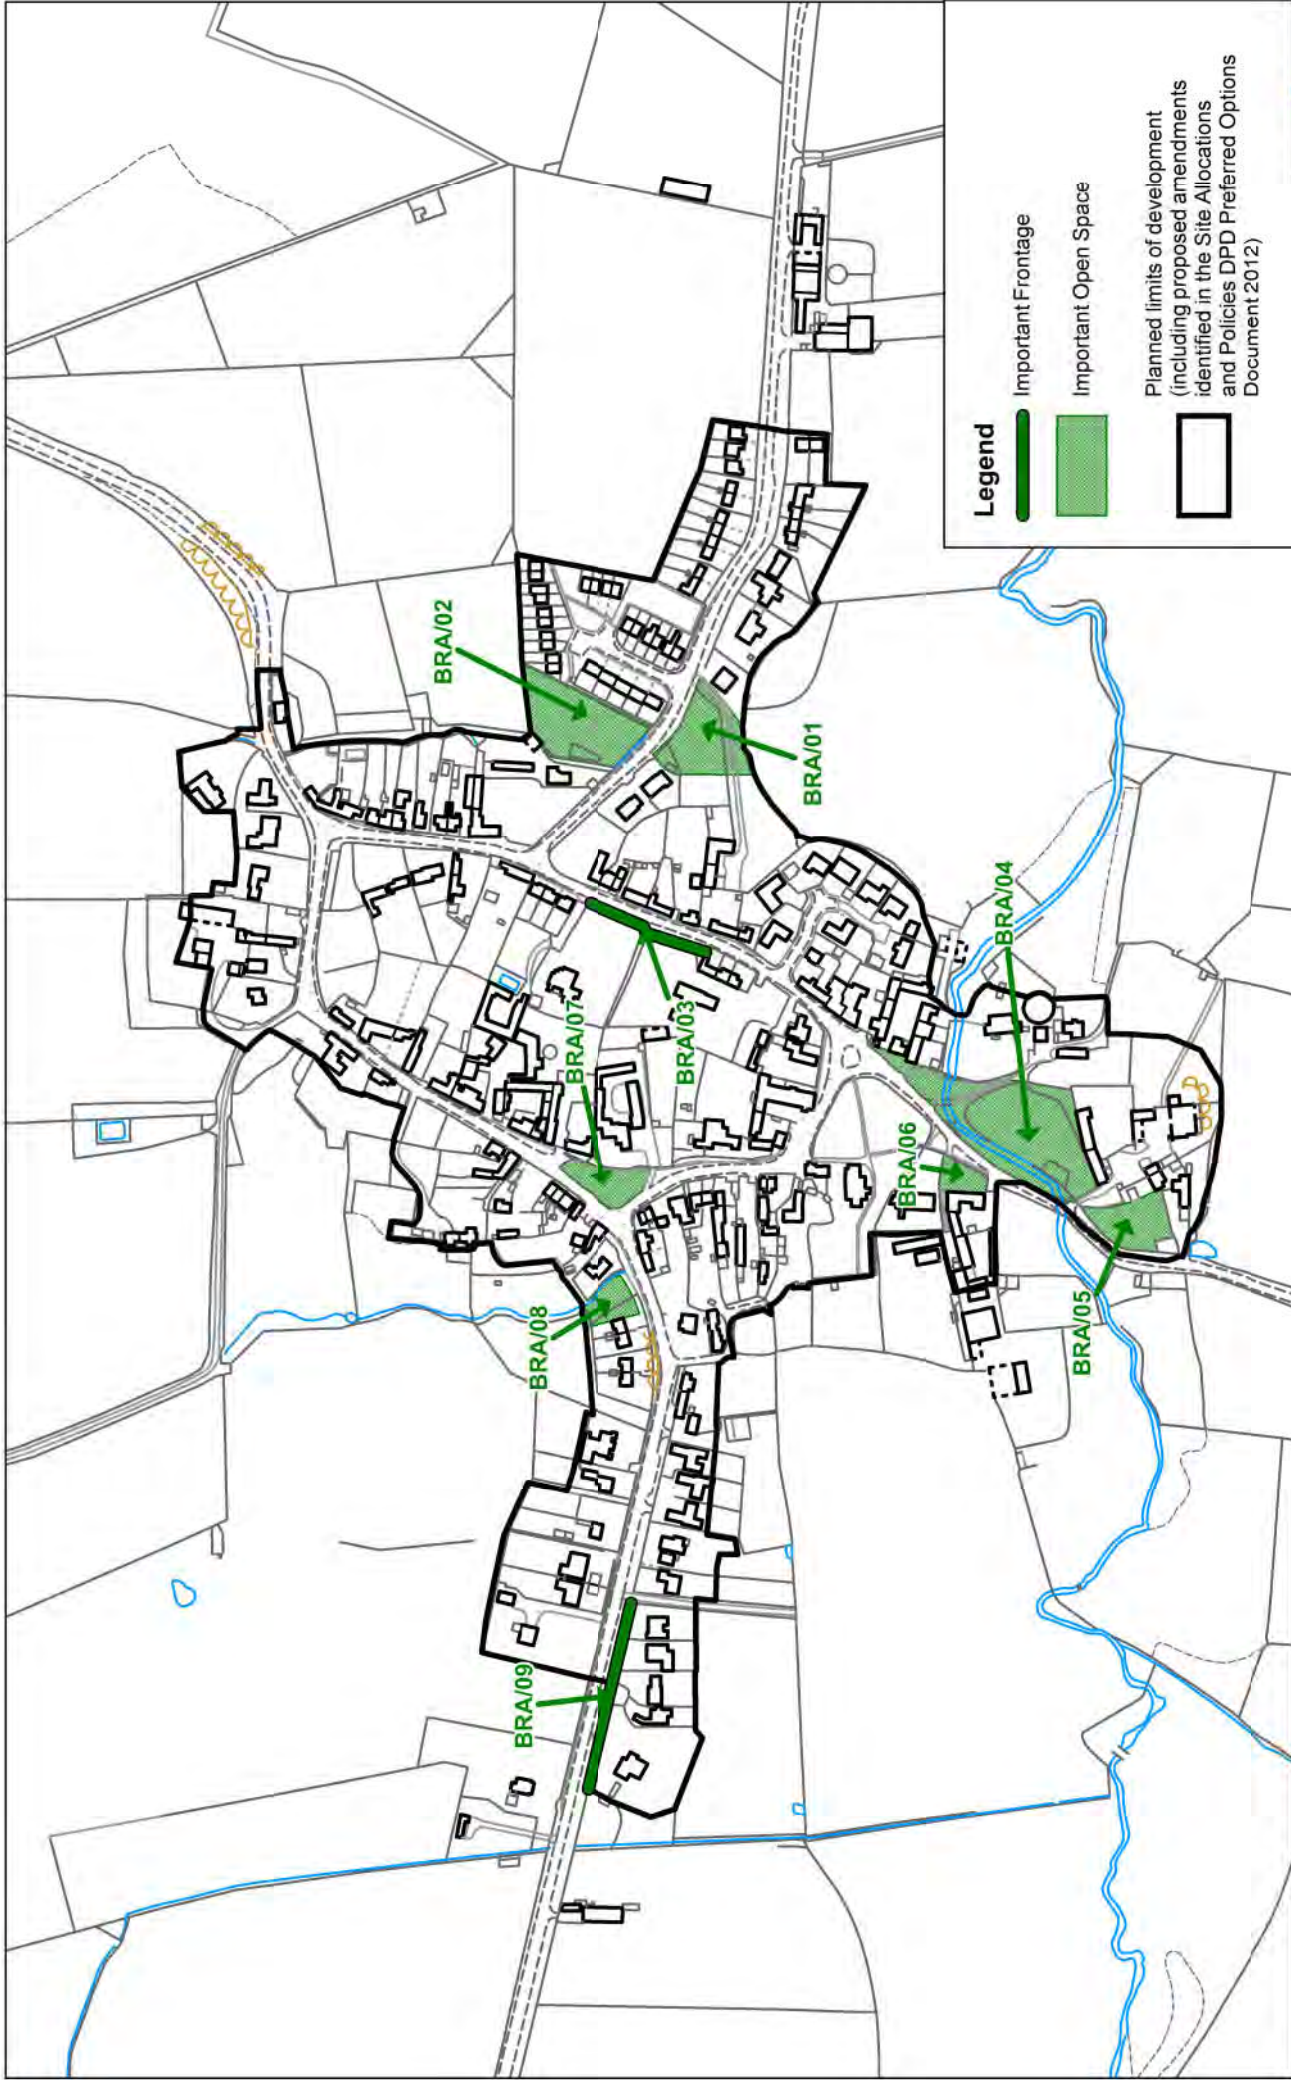 BRA/02
BRA/01
BRA/04
BRA/03
BRA/07
BRA/06
BRA/05
BRA/08
BRA/09
Legend
Important Frontage
Important Open Space
Planned limits of development
(including proposed amendments
identified in the Site Allocations
and Policies DPD Preferred Options
Document 2012)